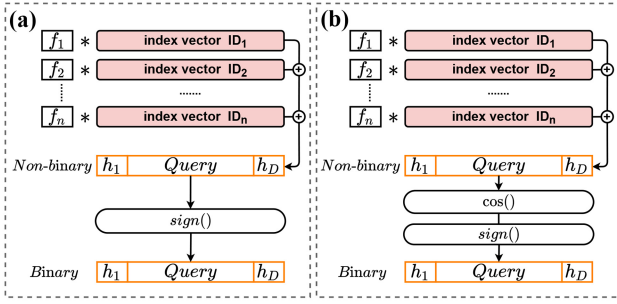 (a)
f1 * index vector ID1
f2 * index vector ID2
.......
fn * index vector IDn
Non-binary h1 Query hD
sign()
Binary h1 Query hD
(b)
f1 * index vector ID1
f2 * index vector ID2
.......
fn * index vector IDn
Non-binary h1 Query hD
cos()
sign()
Binary h1 Query hD